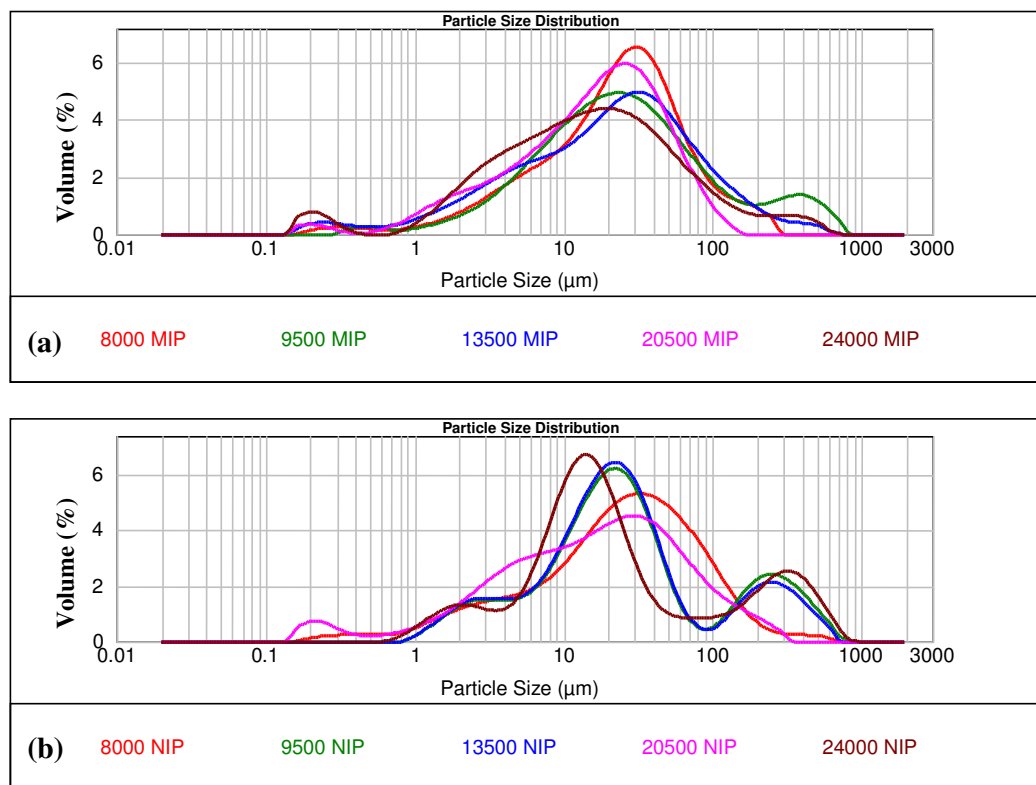 Particle Size Distribution
Volume (%)
6
4
2
0
0.01 0.1 1 10 100 1000 3000
Particle Size (µm)
(a) 8000 MIP 9500 MIP 13500 MIP 20500 MIP 24000 MIP
Particle Size Distribution
Volume (%)
6
4
2
0
0.01 0.1 1 10 100 1000 3000
Particle Size (µm)
(b) 8000 NIP 9500 NIP 13500 NIP 20500 NIP 24000 NIP